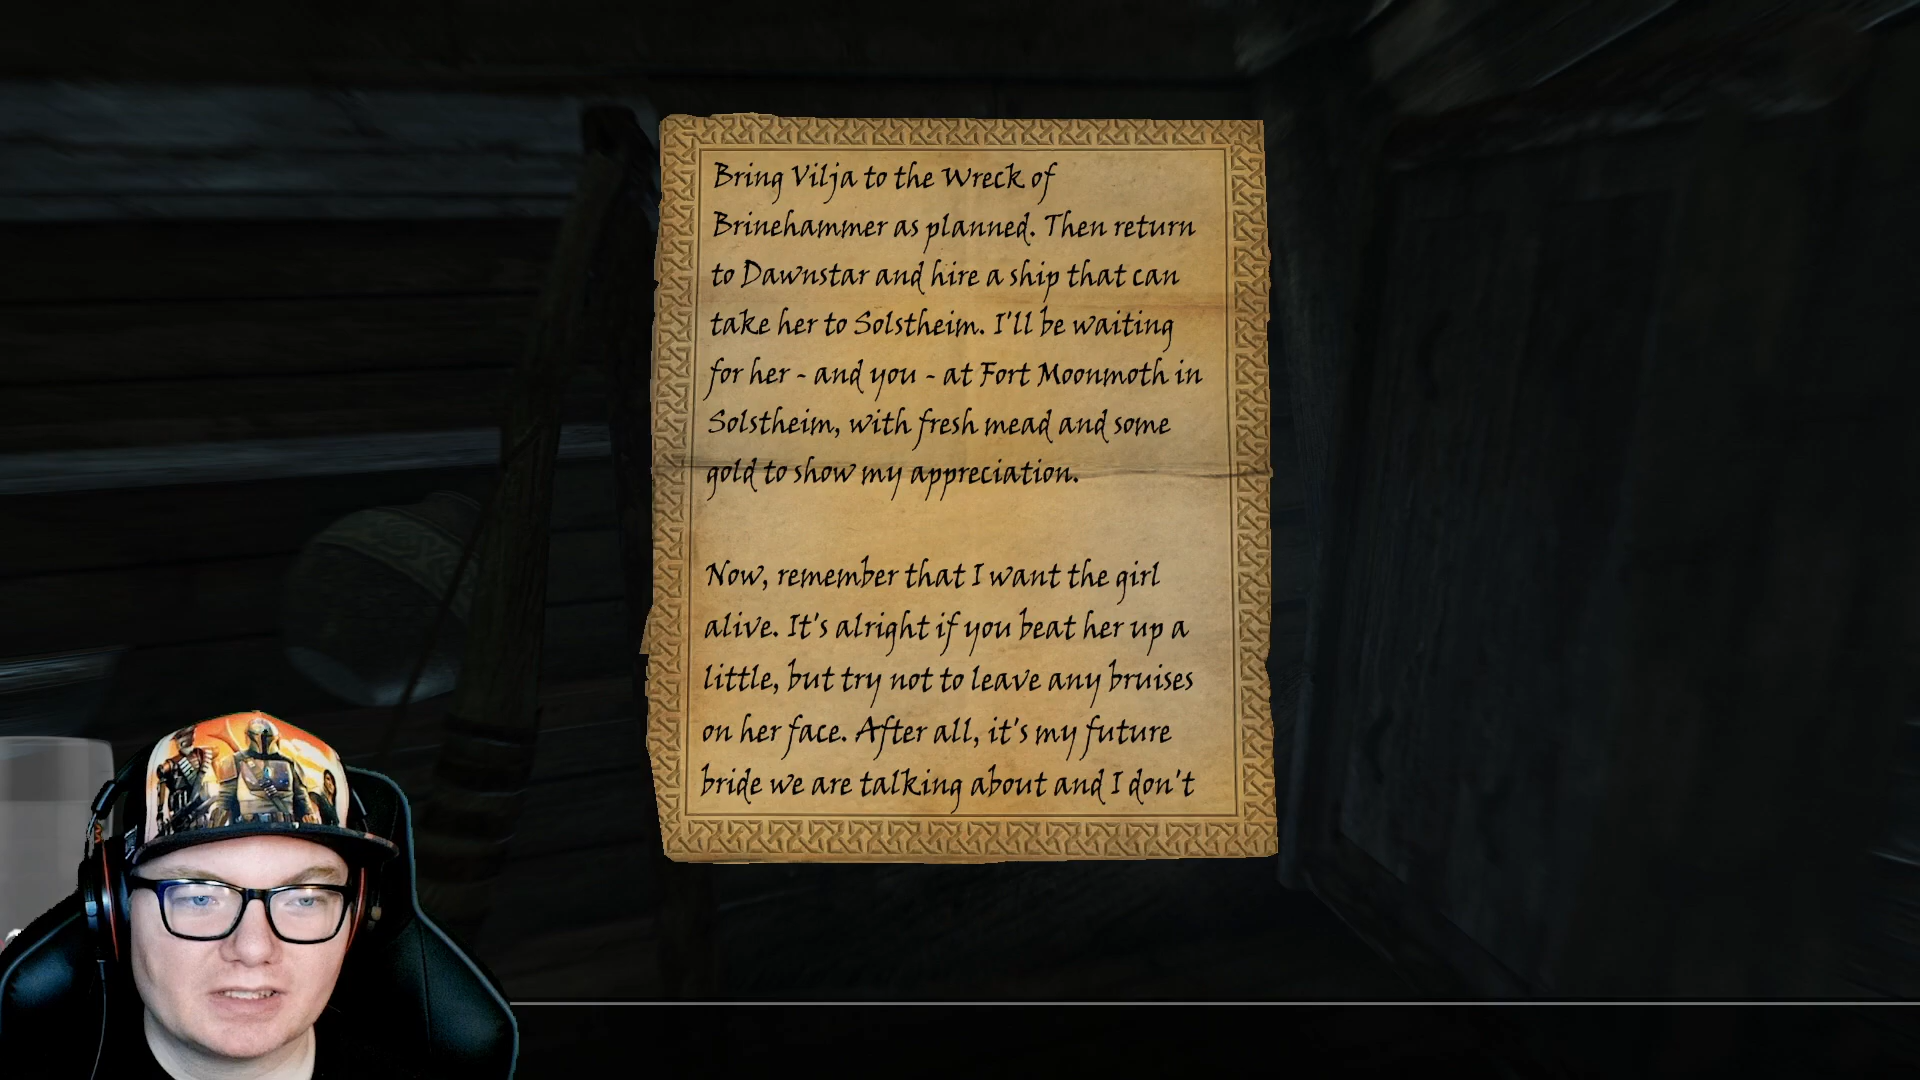 Bring Vilja to the Wreck of
Brinehammer as planned. Then return
to Dawnstar and hire a ship that can
take her to Solstheim. I'll be waiting
for her - and you - at Fort Moonmoth in
Solstheim, with fresh mead and some
gold to show my appreciation.
Now, remember that I want the girl
alive. It's alright if you beat her up a
little, but try not to leave any bruises
on her face. After all, it's my future
bride we are talking about and I don't